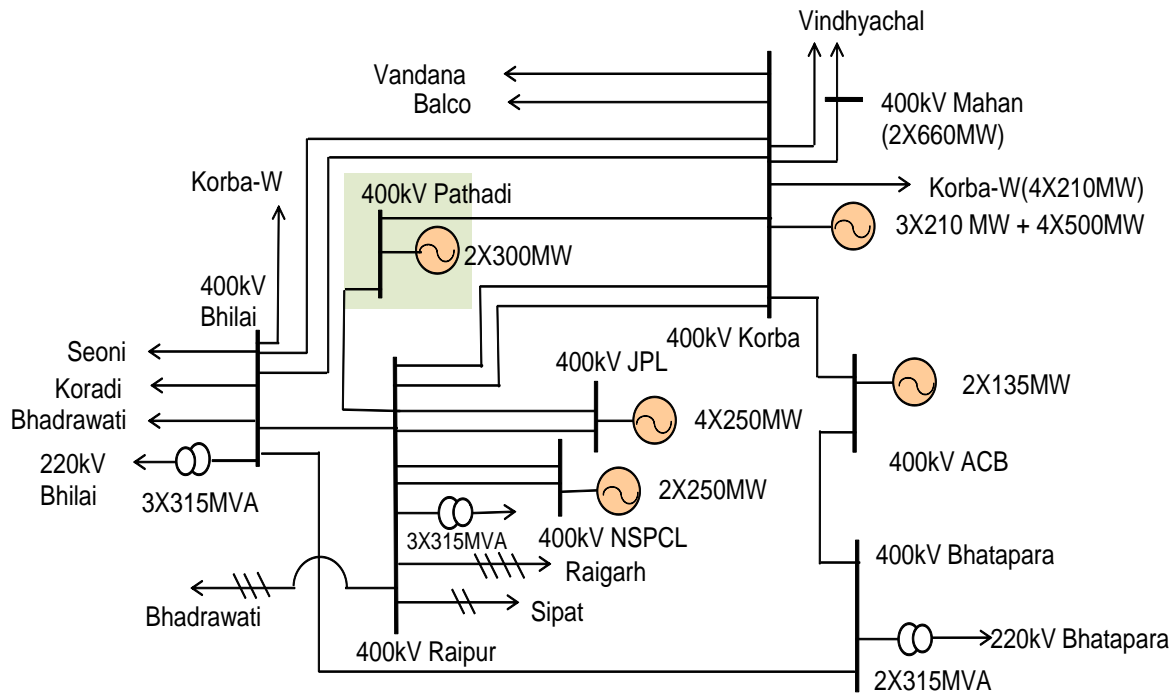 Vindhyachal
Vandana
Balco
400kV Mahan
(2X660MW)
Korba-W
400kV Pathadi
Korba-W(4X210MW)
3X210 MW + 4X500MW
2X300MW
400kV
Bhilai
400kV Korba
Seoni
400kV JPL
Koradi
2X135MW
Bhadrawati
4X250MW
220kV
Bhilai
3X315MVA
400kV ACB
2X250MW
3X315MVA
400kV NSPCL
400kV Bhatapara
Raigarh
Bhadrawati
Sipat
400kV Raipur
220kV Bhatapara
2X315MVA